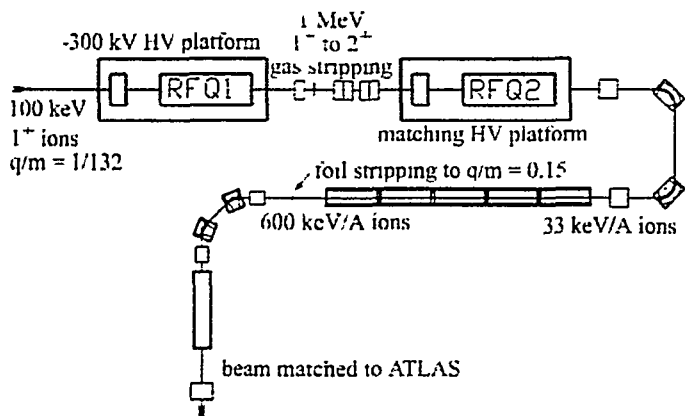 1 MeV
-300 kV HV platform
1⁺ to 2⁺
gas stripping
RFQ1
RFQ2
100 keV
1⁺ ions
q/m = 1/132
matching HV platform
foil stripping to q/m = 0.15
600 keV/A ions
33 keV/A ions
beam matched to ATLAS